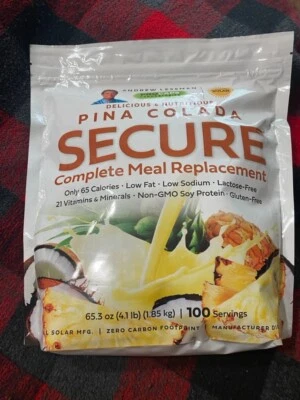 ANDREW LESSMAN
DELICIOUS & NUTRITIOUS
PINA COLADA
SECURE
Complete Meal Replacement
Only 65 Calories · Low Fat · Low Sodium · Lactose-Free
21 Vitamins & Minerals · Non-GMO Soy Protein · Gluten-Free
65.3 oz (4.1 lb) (1.85 kg) | 100 Servings
SOLAR MFG. | ZERO CARBON FOOTPRINT | MANUFACTURER